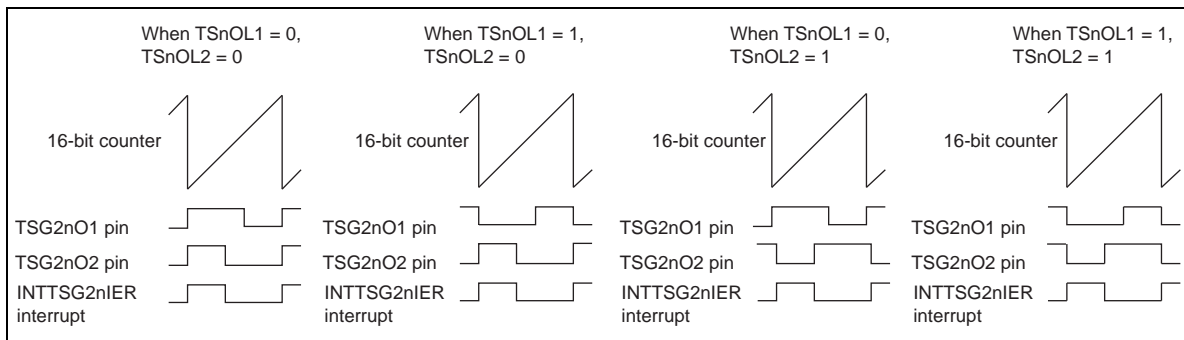 When TSnOL1 = 0,
TSnOL2 = 0
16-bit counter
TSG2nO1 pin
TSG2nO2 pin
INTTSG2nIER
interrupt
When TSnOL1 = 1,
TSnOL2 = 0
16-bit counter
TSG2nO1 pin
TSG2nO2 pin
INTTSG2nIER
interrupt
When TSnOL1 = 0,
TSnOL2 = 1
16-bit counter
TSG2nO1 pin
TSG2nO2 pin
INTTSG2nIER
interrupt
When TSnOL1 = 1,
TSnOL2 = 1
16-bit counter
TSG2nO1 pin
TSG2nO2 pin
INTTSG2nIER
interrupt